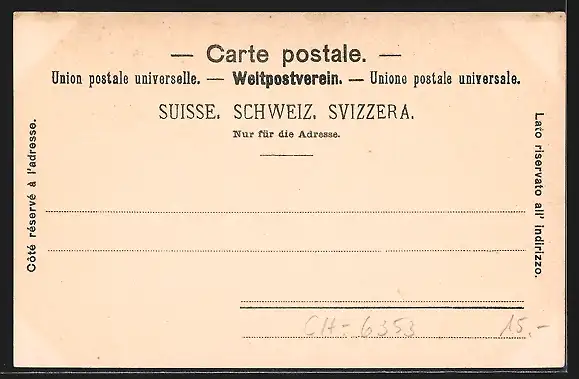 — Carte postale. —
Union postale universelle. — Weltpostverein. — Unione postale universale.
SUISSE. SCHWEIZ. SVIZZERA.
Nur für die Adresse.
Côté réservé à l'adresse.
Lato riservato all' indirizzo.
CH- 6353
15.-